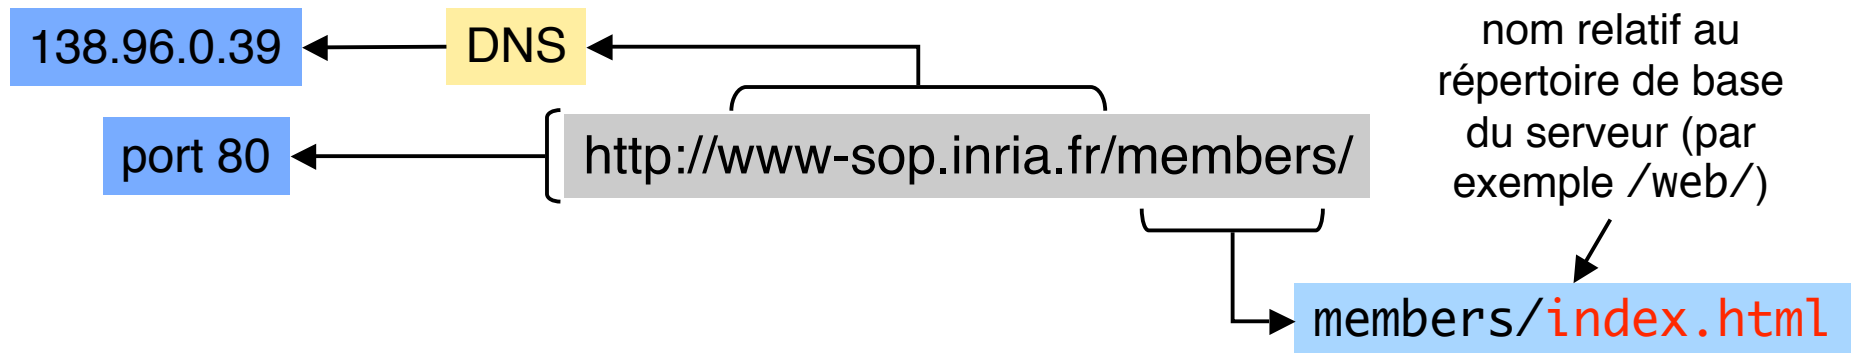 138.96.0.39
DNS
port 80
http://www-sop.inria.fr/members/
nom relatif au
répertoire de base
du serveur (par
exemple /web/)
members/index.html